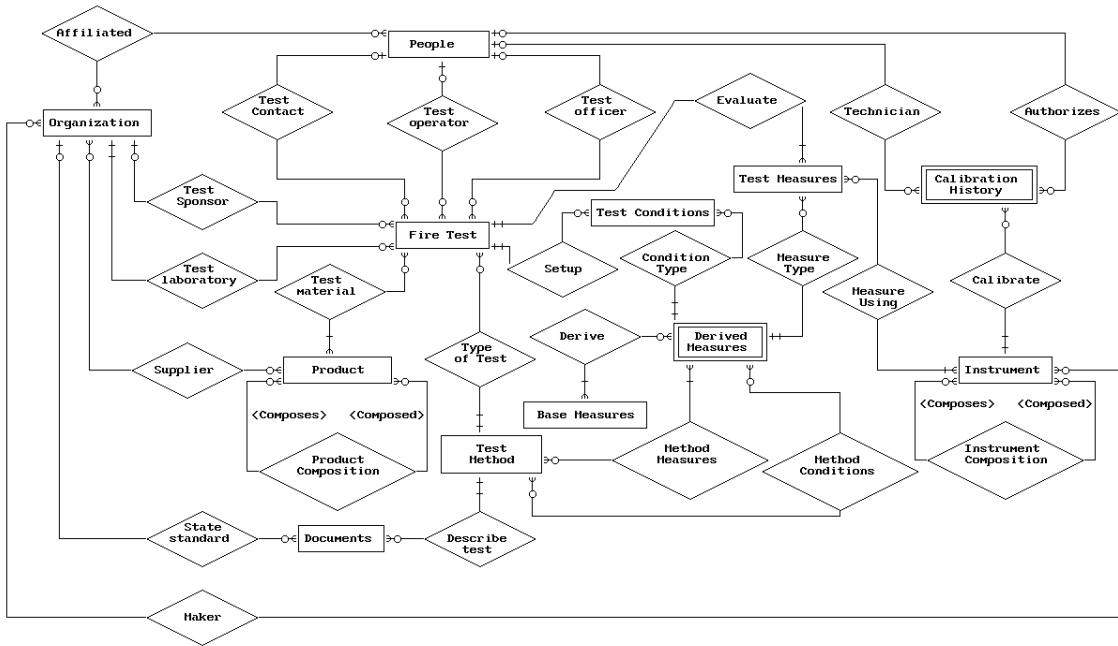 Affiliated
People
Test
Contact
Test
operator
Test
officer
Evaluate
Technician
Authorizes
Organization
Test
Sponsor
Test Measures
Calibration
History
Test Conditions
Fire Test
Test
laboratory
Test
material
Setup
Condition
Type
Measure
Type
Measure
Using
Calibrate
Supplier
Product
Type
of Test
Derive
Derived
Measures
Instrument
<Composes>
<Composed>
Base Measures
<Composes>
<Composed>
Product
Composition
Test
Method
Method
Measures
Method
Conditions
Instrument
Composition
State
standard
Documents
Describe
test
Maker